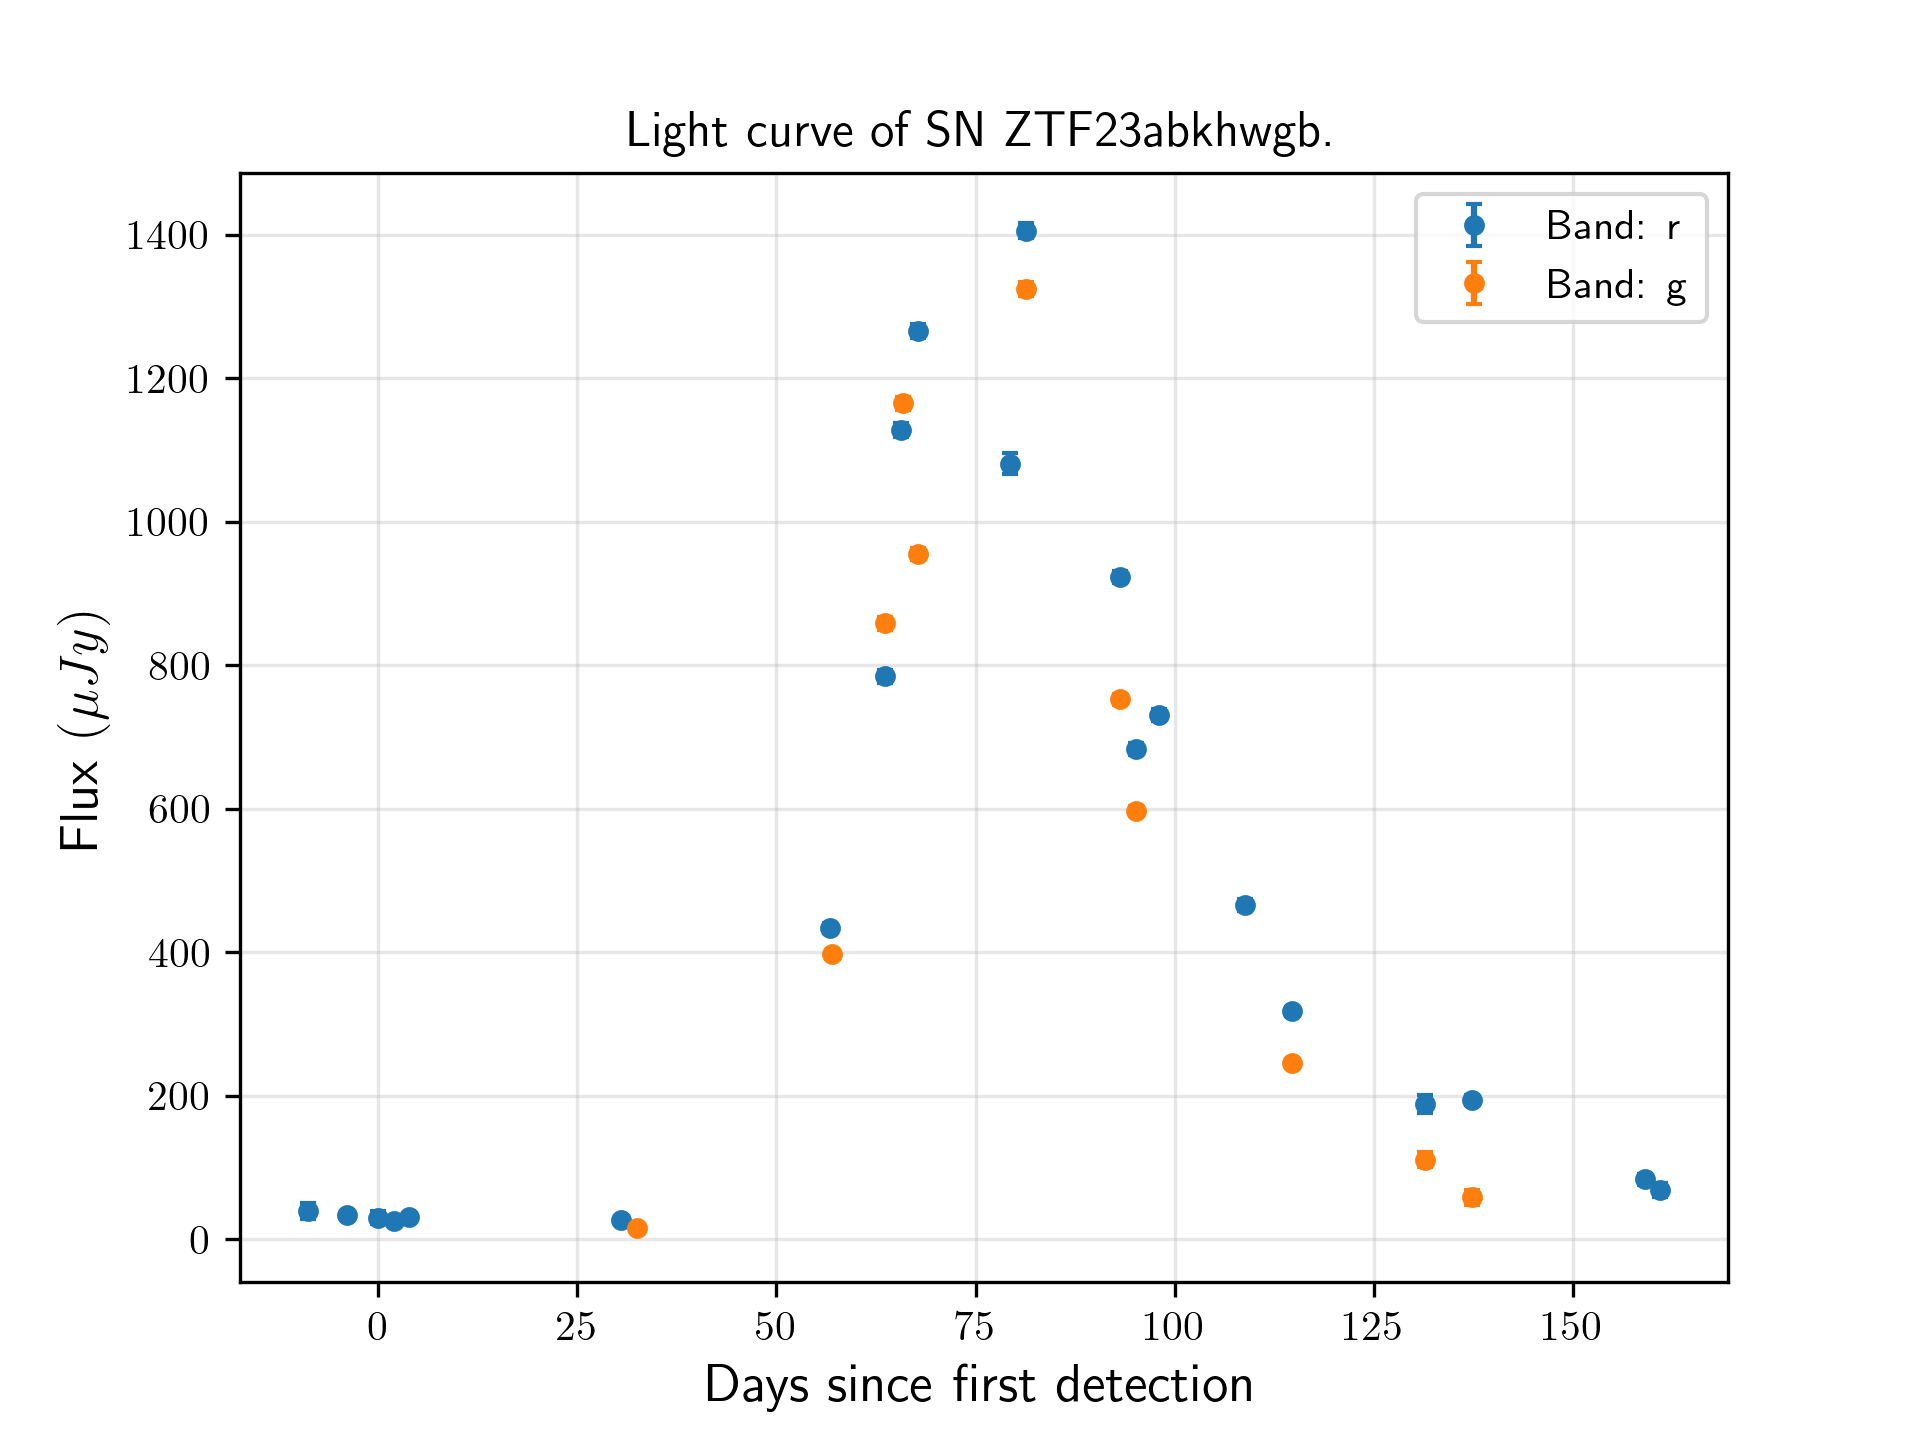 Light curve of SN ZTF23abkhwgb.
Band: r
Band: g
1400
1200
1000
800
600
400
200
0
Flux (μJy)
0 25 50 75 100 125 150
Days since first detection